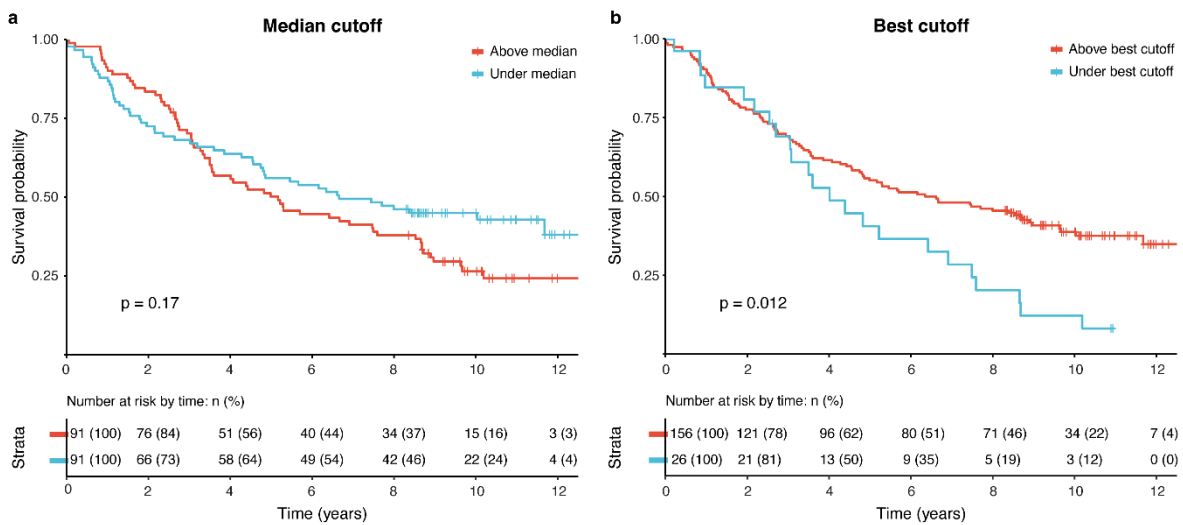 a
Median cutoff
1.00
0.75
0.50
0.25
Survival probability
Above median
Under median
p = 0.17
0 2 4 6 8 10 12
Number at risk by time: n (%)
Strata
91 (100) 76 (84) 51 (56) 40 (44) 34 (37) 15 (16) 3 (3)
91 (100) 66 (73) 58 (64) 49 (54) 42 (46) 22 (24) 4 (4)
0 2 4 6 8 10 12
Time (years)
b
Best cutoff
1.00
0.75
0.50
0.25
Survival probability
Above best cutoff
Under best cutoff
p = 0.012
0 2 4 6 8 10 12
Number at risk by time: n (%)
Strata
156 (100) 121 (78) 96 (62) 80 (51) 71 (46) 34 (22) 7 (4)
26 (100) 21 (81) 13 (50) 9 (35) 5 (19) 3 (12) 0 (0)
0 2 4 6 8 10 12
Time (years)